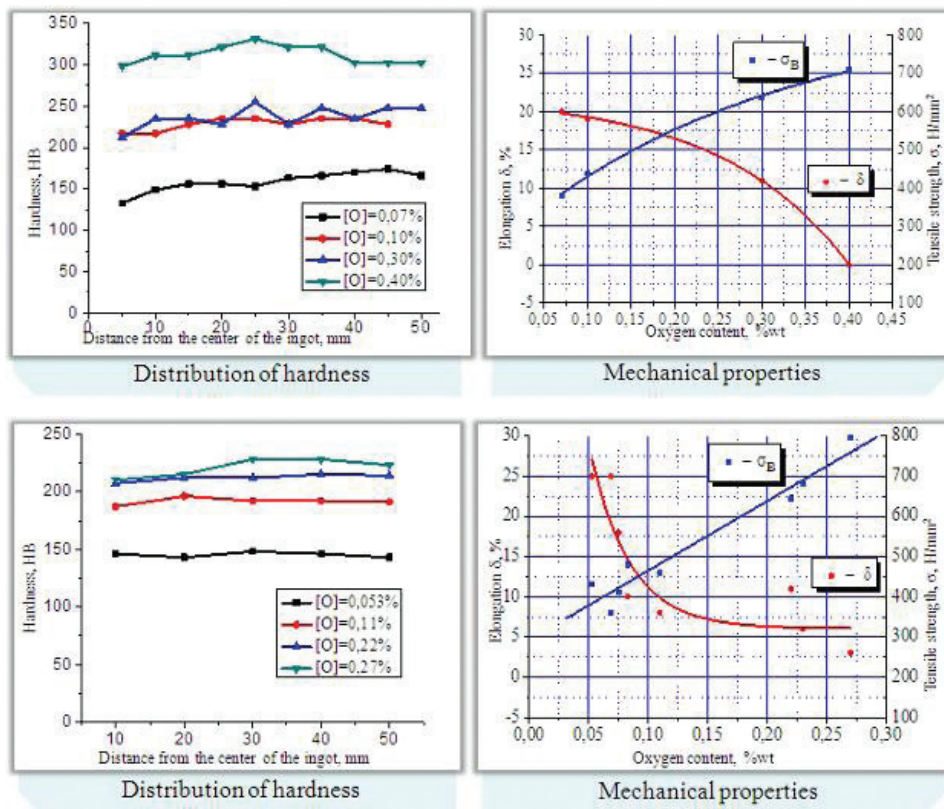 350
300
250
200
150
100
50
0
Hardness, HB
[O]=0,07%
[O]=0,10%
[O]=0,30%
[O]=0,40%
0 10 20 30 40 50
Distance from the center of the ingot, mm
Distribution of hardness
30
25
20
15
10
5
0
-5
Elongation δ, %
– σB
– δ
800
700
600
500
400
300
200
100
Tensile strength, σ, H/mm²
0,05 0,10 0,15 0,20 0,25 0,30 0,35 0,40 0,45
Oxygen content, %wt
Mechanical properties
250
200
150
100
50
0
Hardness, HB
[O]=0,053%
[O]=0,11%
[O]=0,22%
[O]=0,27%
10 20 30 40 50
Distance from the center of the ingot, mm
Distribution of hardness
30
25
20
15
10
5
0
-5
Elongation δ, %
– σB
– δ
800
700
600
500
400
300
200
100
Tensile strength, σ, H/mm²
0,00 0,05 0,10 0,15 0,20 0,25 0,30
Oxygen content, %wt
Mechanical properties